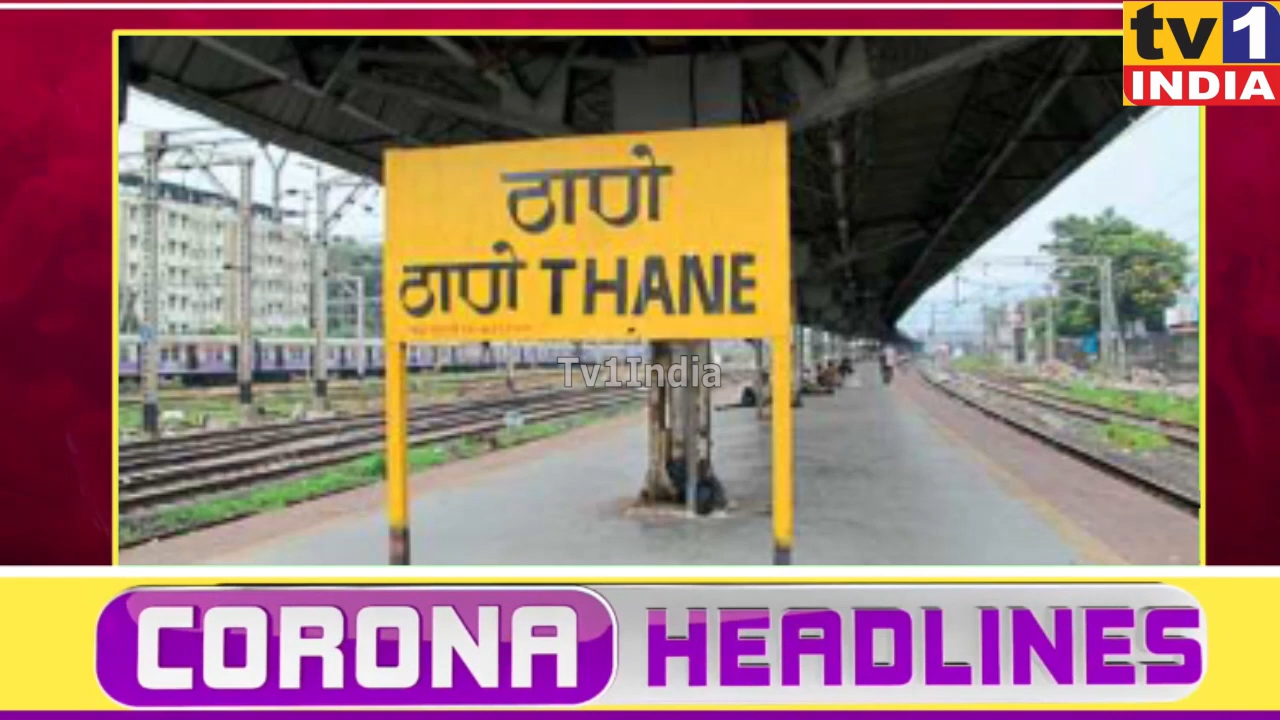 tv1
INDIA
ठाणे
ठाणे THANE
Tv1India
CORONA HEADLINES